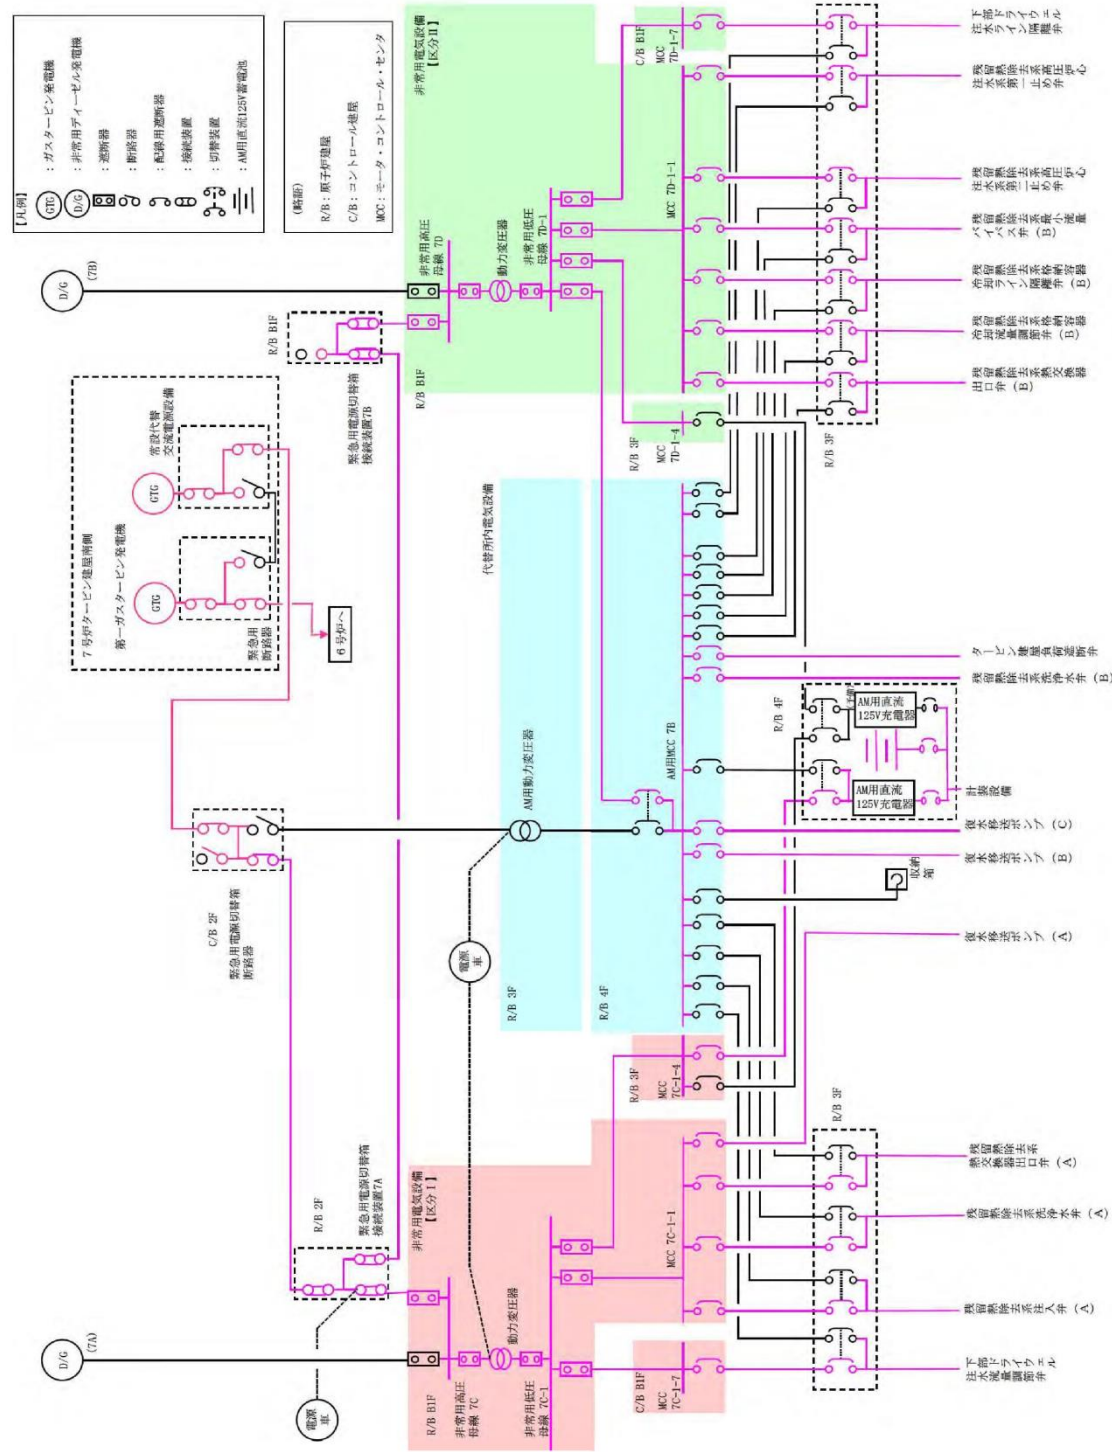 【凡例】
GTG ：ガスタービン発電機
D/G ：非常用ディーゼル発電機
：遮断器
：断路器
：配線用遮断器
：接続装置
：切替装置
：AM用直流125V蓄電池
(略語)
R/B：原子炉建屋
C/B：コントロール建屋
MCC：モータ・コントロール・センタ
D/G
(7B)
7号炉タービン建屋南側
第一ガスタービン発電機
常設代替
交流電源設備
GTG
GTG
緊急用
断路器
6号炉へ
R/B B1F
緊急用電源切替箱
接続装置7B
C/B 2F
緊急用電源切替箱
断路器
R/B 2F
緊急用電源切替箱
接続装置7A
D/G
(7A)
電源
車
電源
車
非常用電気設備
【区分Ⅱ】
R/B B1F
非常用高圧
母線 7D
動力変圧器
非常用低圧
母線 7D-1
C/B B1F
MCC
7D-1-7
MCC 7D-1-1
R/B 3F
MCC
7D-1-4
代替所内電気設備
R/B 3F
AM用動力変圧器
R/B 4F
AM用MCC 7B
非常用電気設備
【区分Ⅰ】
R/B B1F
非常用高圧
母線 7C
動力変圧器
非常用低圧
母線 7C-1
R/B 3F
MCC
7C-1-4
MCC 7C-1-1
C/B B1F
MCC
7C-1-7
R/B 3F
R/B 4F
AM用直流
125V充電器
AM用直流
125V充電器
R/B 3F
下部ドライウェル
注水ライン隔離弁
残留熱除去系高圧炉心
注水系第一止め弁
残留熱除去系高圧炉心
注水系第二止め弁
残留熱除去系最小流量
バイパス弁（B）
残留熱除去系格納容器
冷却ライン隔離弁（B）
残留熱除去系格納容器
冷却流量調節弁（B）
残留熱除去系熱交換器
出口弁（B）
タービン建屋負荷遮断弁
残留熱除去系洗浄水弁（B）
計装設備
復水移送ポンプ（C）
復水移送ポンプ（B）
収納
箱
復水移送ポンプ（A）
残留熱除去系
熱交換器出口弁（A）
残留熱除去系洗浄水弁（A）
残留熱除去系注入弁（A）
下部ドライウェル
注水流量調節弁